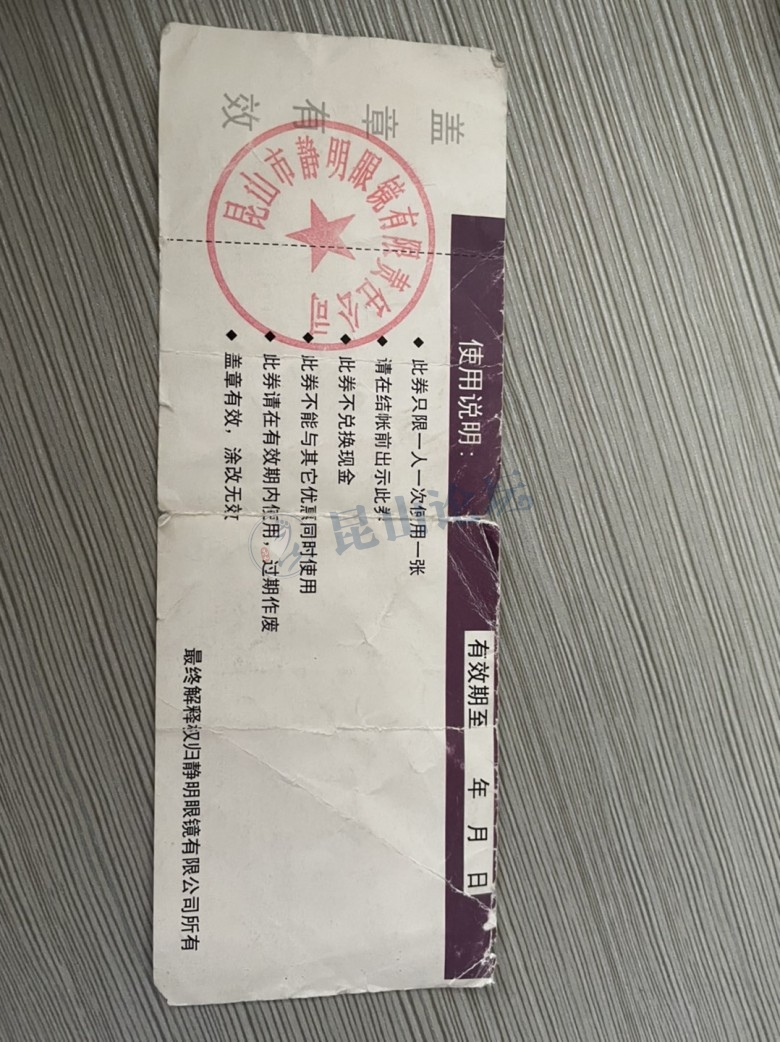 盖章有效
昆山市静明眼镜有限责任公司
使用说明：
有效期至 年 月 日
◆ 此券只限一人一次使用一张
◆ 请在结帐前出示此券
◆ 此券不兑换现金
◆ 此券不能与其它优惠同时使用
◆ 此券请在有效期内使用，过期作废
◆ 盖章有效，涂改无效
最终解释权归静明眼镜有限公司所有
昆山论坛